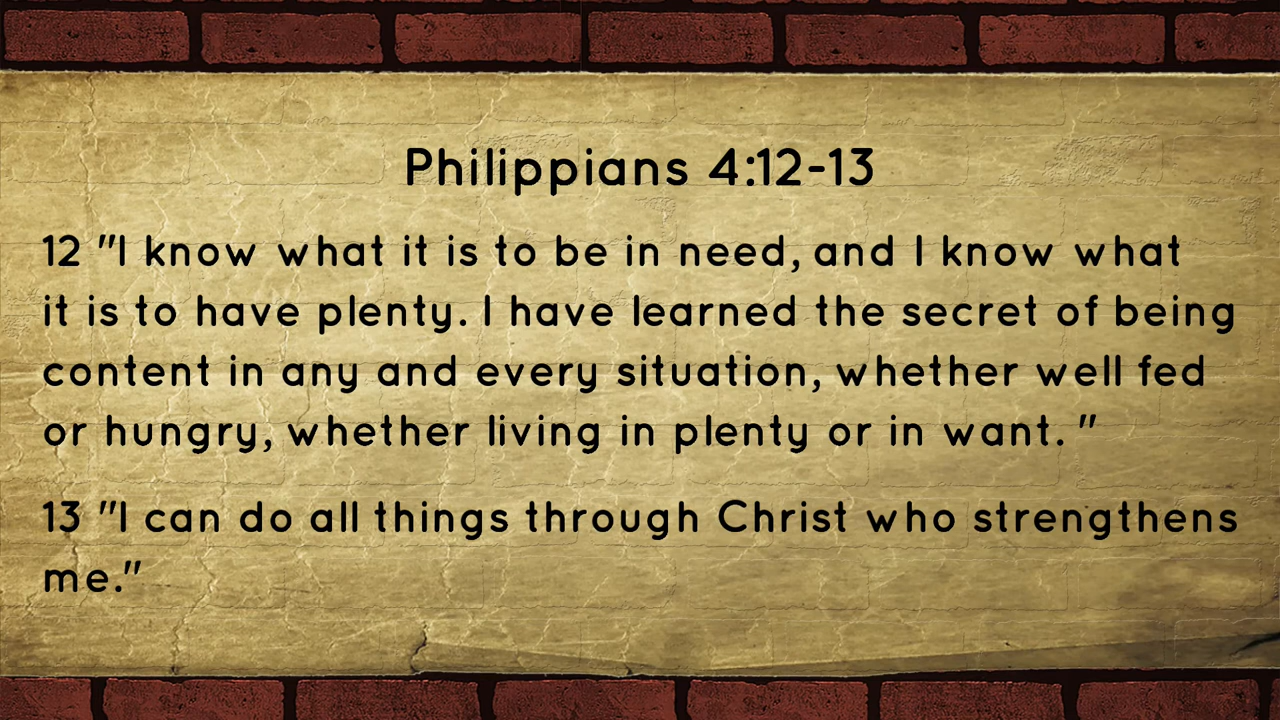 Philippians 4:12-13
12 "I know what it is to be in need, and I know what
it is to have plenty. I have learned the secret of being
content in any and every situation, whether well fed
or hungry, whether living in plenty or in want. "
13 "I can do all things through Christ who strengthens
me."